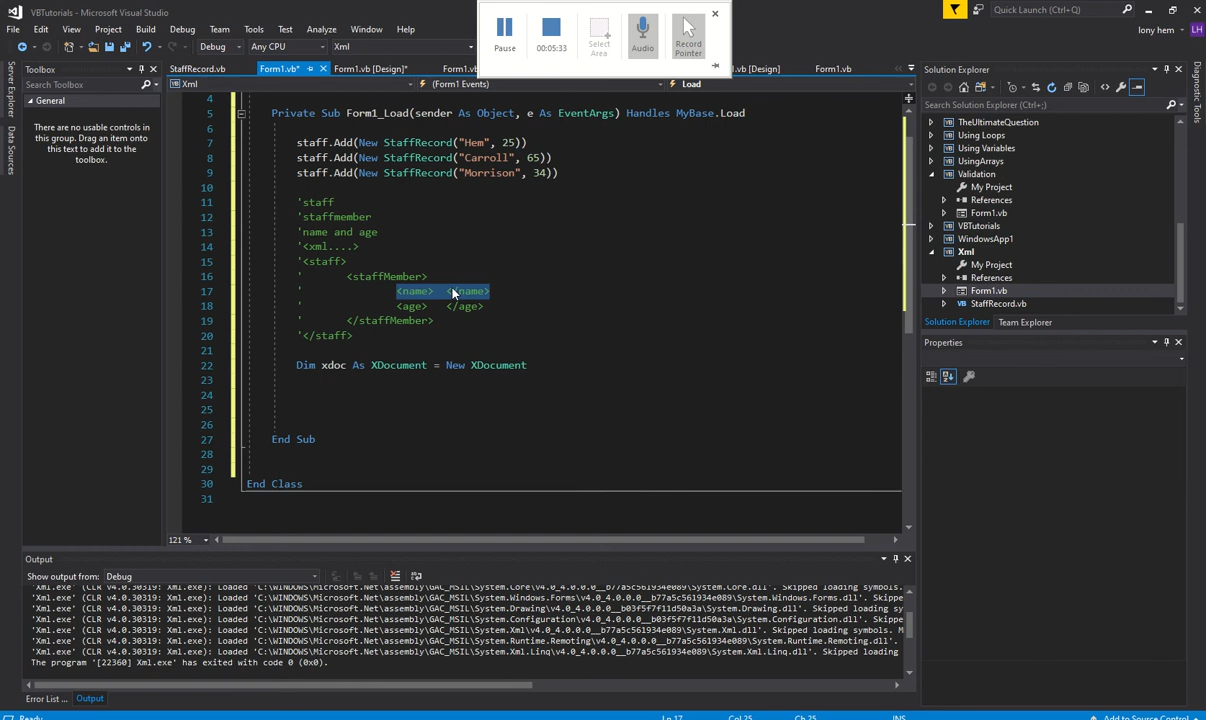 VBTutorials - Microsoft Visual Studio
Quick Launch (Ctrl+Q)
File Edit View Project Build Debug Team Tools Test Analyze Window Help
lony hem LH
Pause 00:05:33 Select Area Audio Record Pointer
Debug Any CPU Xml
Toolbox
StaffRecord.vb Form1.vb* Form1.vb [Design]* Form1.vb [Design] Form1.vb
Solution Explorer
Server Explorer
Data Sources
Diagnostic Tools
Search Toolbox
Xml (Form1 Events) Load
General
There are no usable controls in this group. Drag an item onto this text to add it to the toolbox.
Search Solution Explorer (Ctrl+;)
4
5 Private Sub Form1_Load(sender As Object, e As EventArgs) Handles MyBase.Load
6
7 staff.Add(New StaffRecord("Hem", 25))
8 staff.Add(New StaffRecord("Carroll", 65))
9 staff.Add(New StaffRecord("Morrison", 34))
10
11 'staff
12 'staffmember
13 'name and age
14 '<xml....>
15 '<staff>
16 ' <staffMember>
17 ' <name> </name>
18 ' <age> </age>
19 ' </staffMember>
20 '</staff>
21
22 Dim xdoc As XDocument = New XDocument
23
24
25
26
27 End Sub
28
29
30 End Class
31
TheUltimateQuestion
Using Loops
Using Variables
UsingArrays
Validation
My Project
References
Form1.vb
VBTutorials
WindowsApp1
Xml
My Project
References
Form1.vb
StaffRecord.vb
Solution Explorer Team Explorer
Properties
121 %
Output
Show output from: Debug
'Xml.exe' (CLR v4.0.30319: Xml.exe): Loaded 'C:\WINDOWS\Microsoft.Net\assembly\GAC_MSIL\System.Core\v4.0_4.0.0.0__b77a5c561934e089\System.Core.dll'. Skipped loading symbols.
'Xml.exe' (CLR v4.0.30319: Xml.exe): Loaded 'C:\WINDOWS\Microsoft.Net\assembly\GAC_MSIL\System.Windows.Forms\v4.0_4.0.0.0__b77a5c561934e089\System.Windows.Forms.dll'. Skipped
'Xml.exe' (CLR v4.0.30319: Xml.exe): Loaded 'C:\WINDOWS\Microsoft.Net\assembly\GAC_MSIL\System.Drawing\v4.0_4.0.0.0__b03f5f7f11d50a3a\System.Drawing.dll'. Skipped loading sy
'Xml.exe' (CLR v4.0.30319: Xml.exe): Loaded 'C:\WINDOWS\Microsoft.Net\assembly\GAC_MSIL\System.Configuration\v4.0_4.0.0.0__b03f5f7f11d50a3a\System.Configuration.dll'. Skippe
'Xml.exe' (CLR v4.0.30319: Xml.exe): Loaded 'C:\WINDOWS\Microsoft.Net\assembly\GAC_MSIL\System.Xml\v4.0_4.0.0.0__b77a5c561934e089\System.Xml.dll'. Skipped loading symbols. M
'Xml.exe' (CLR v4.0.30319: Xml.exe): Loaded 'C:\WINDOWS\Microsoft.Net\assembly\GAC_MSIL\System.Runtime.Remoting\v4.0_4.0.0.0__b77a5c561934e089\System.Runtime.Remoting.dll'.
'Xml.exe' (CLR v4.0.30319: Xml.exe): Loaded 'C:\WINDOWS\Microsoft.Net\assembly\GAC_MSIL\System.Xml.Linq\v4.0_4.0.0.0__b77a5c561934e089\System.Xml.Linq.dll'. Skipped loading
The program '[22360] Xml.exe' has exited with code 0 (0x0).
Error List ... Output
Ready Ln 17 Col 25 Ch 25 INS Add to Source Control